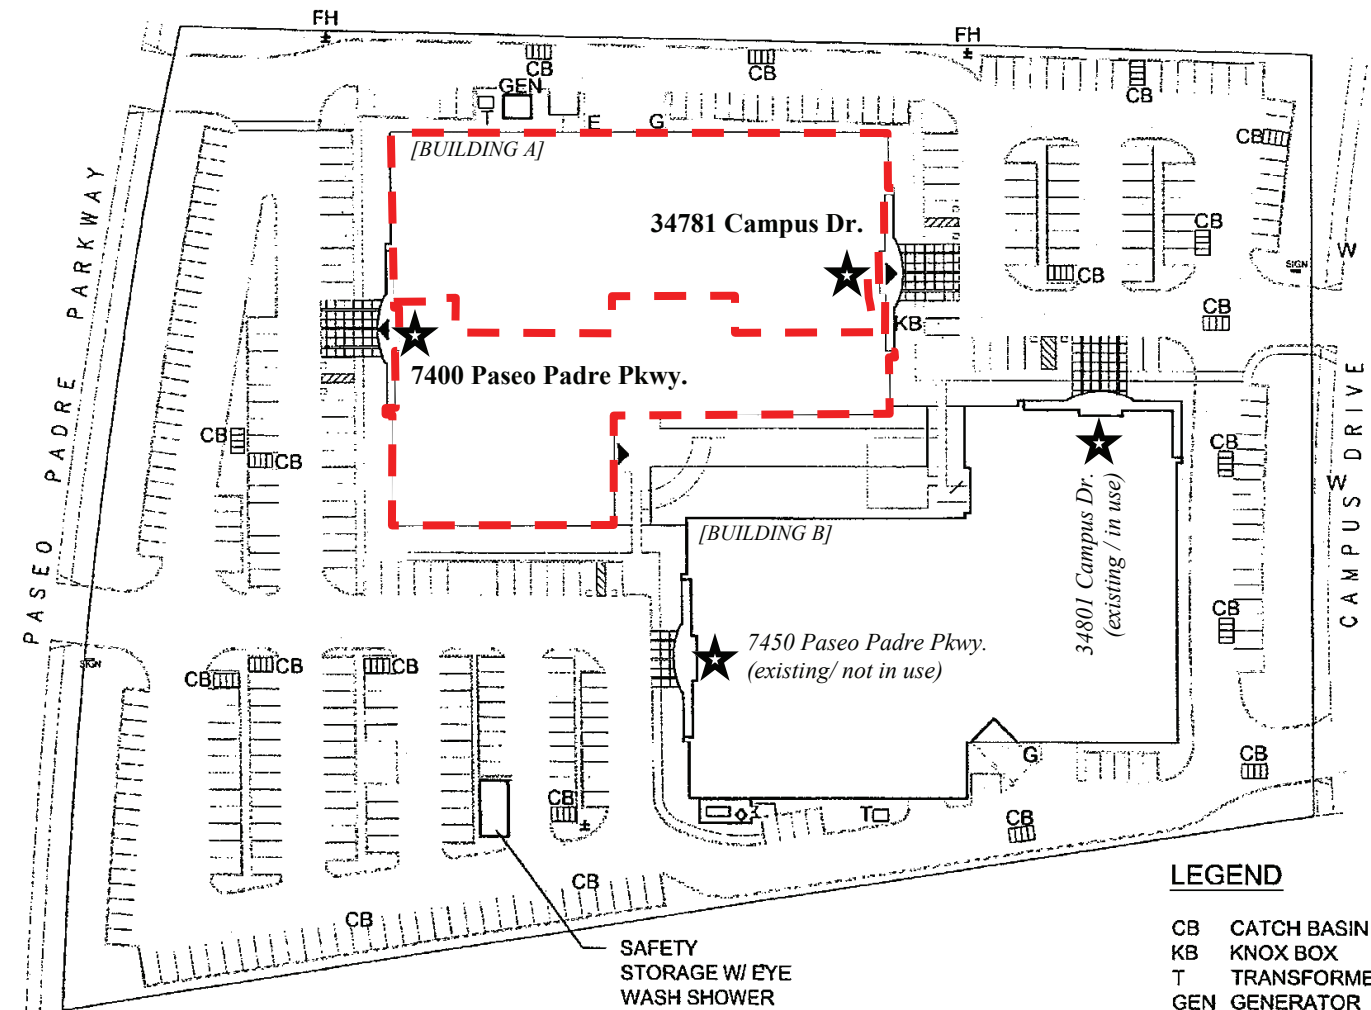 FH
FH
CB
CB
CB
GEN
E
G
CB
[BUILDING A]
34781 Campus Dr.
CB
W
SIGN
CB
CB
KB
7400 Paseo Padre Pkwy.
PASEO PADRE PARKWAY
CAMPUS DRIVE
CB
CB
CB
W
34801 Campus Dr.
(existing / in use)
[BUILDING B]
CB
7450 Paseo Padre Pkwy.
(existing/ not in use)
SIGN
CB
CB
CB
G
CB
CB
T
CB
CB
CB
SAFETY
STORAGE W/ EYE
WASH SHOWER
LEGEND
CB CATCH BASIN
KB KNOX BOX
T TRANSFORME
GEN GENERATOR